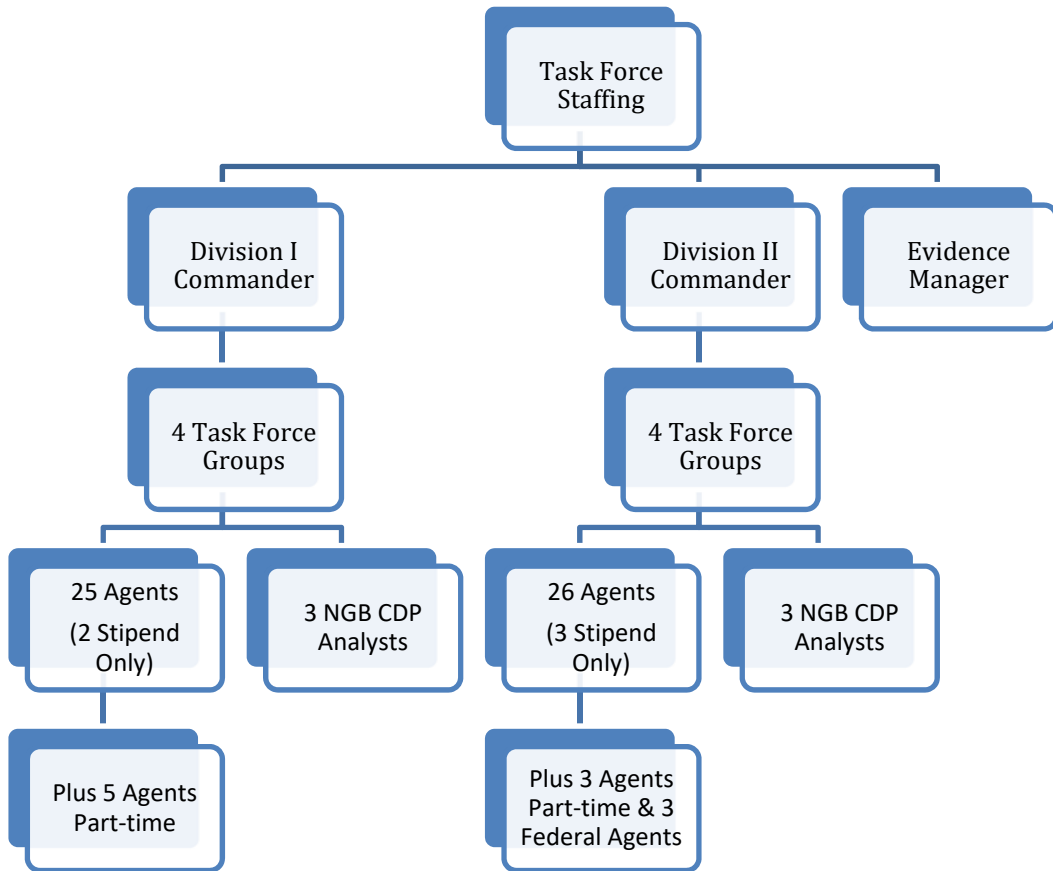 Task Force
Staffing
Division I
Commander
Division II
Commander
Evidence
Manager
4 Task Force
Groups
4 Task Force
Groups
25 Agents
(2 Stipend
Only)
3 NGB CDP
Analysts
26 Agents
(3 Stipend
Only)
3 NGB CDP
Analysts
Plus 5 Agents
Part-time
Plus 3 Agents
Part-time & 3
Federal Agents